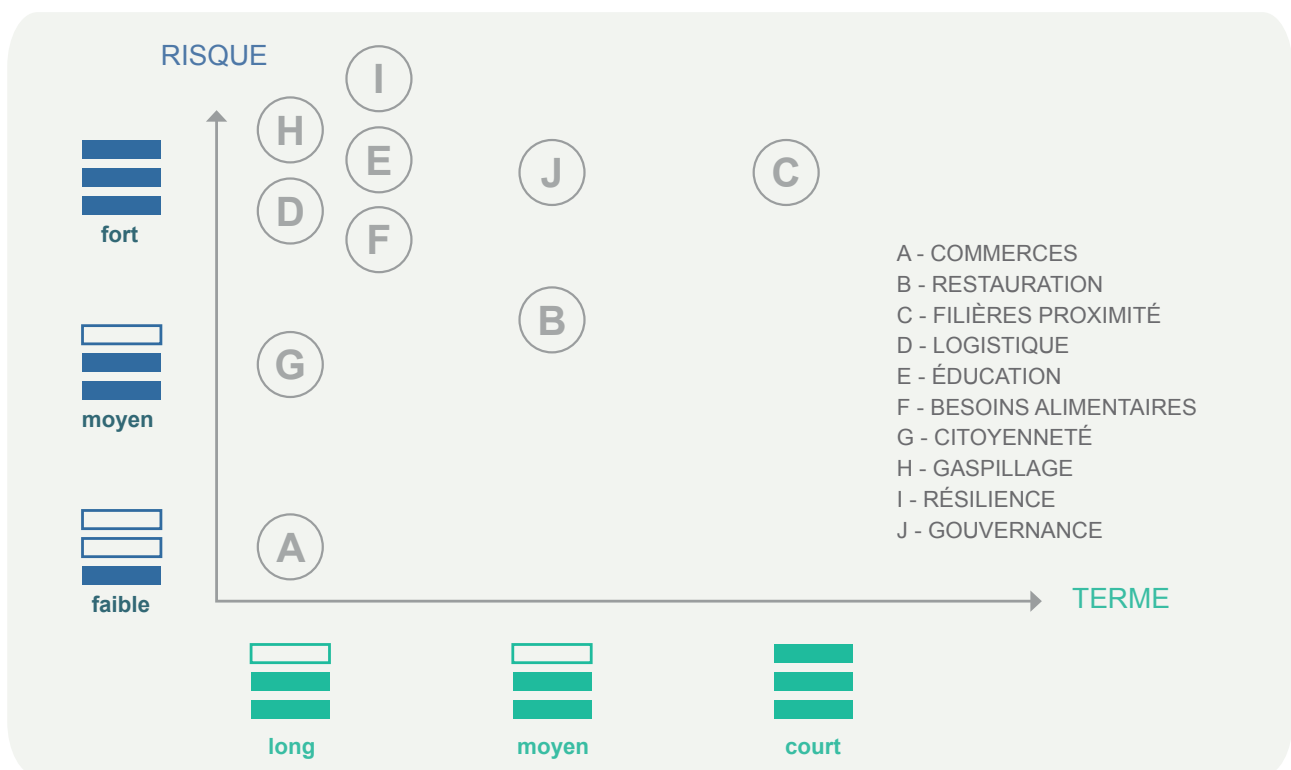 RISQUE
I
H
E
J
C
D
F
fort
A - COMMERCES
B - RESTAURATION
C - FILIÈRES PROXIMITÉ
D - LOGISTIQUE
E - ÉDUCATION
F - BESOINS ALIMENTAIRES
G - CITOYENNETÉ
H - GASPILLAGE
I - RÉSILIENCE
J - GOUVERNANCE
B
G
moyen
A
faible
TERME
long
moyen
court